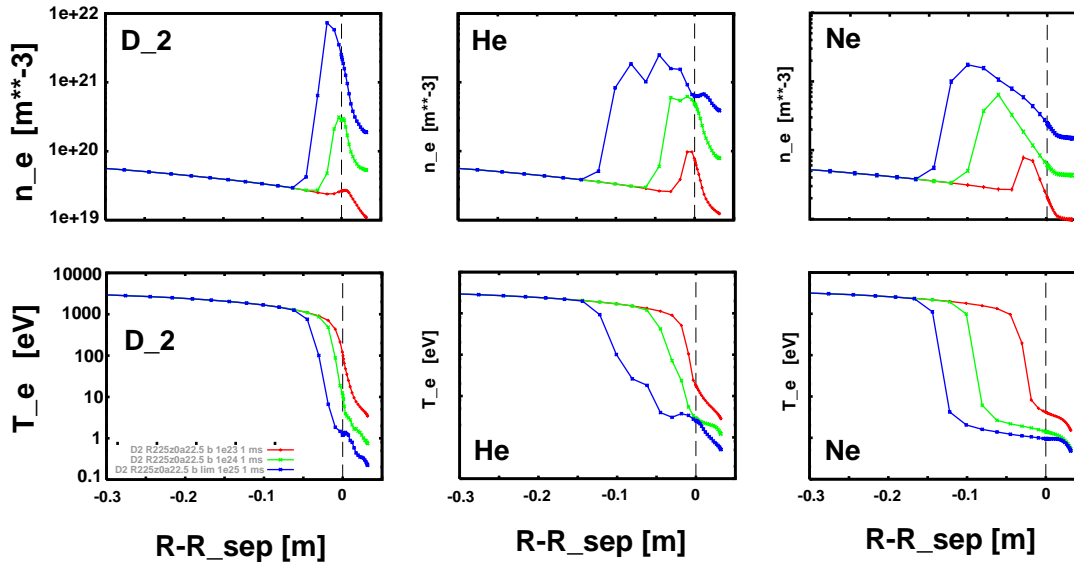 1e+22
1e+21
1e+20
1e+19
n_e [m**-3]
D_2
n_e [m**-3]
He
n_e [m**-3]
Ne
10000
1000
100
10
1
0.1
T_e [eV]
D_2
D2 R225z0a22.5 b 1e23 1 ms
D2 R225z0a22.5 b 1e24 1 ms
D2 R225z0a22.5 b lim 1e25 1 ms
-0.3 -0.2 -0.1 0
R-R_sep [m]
T_e [eV]
He
-0.3 -0.2 -0.1 0
R-R_sep [m]
T_e [eV]
Ne
-0.3 -0.2 -0.1 0
R-R_sep [m]